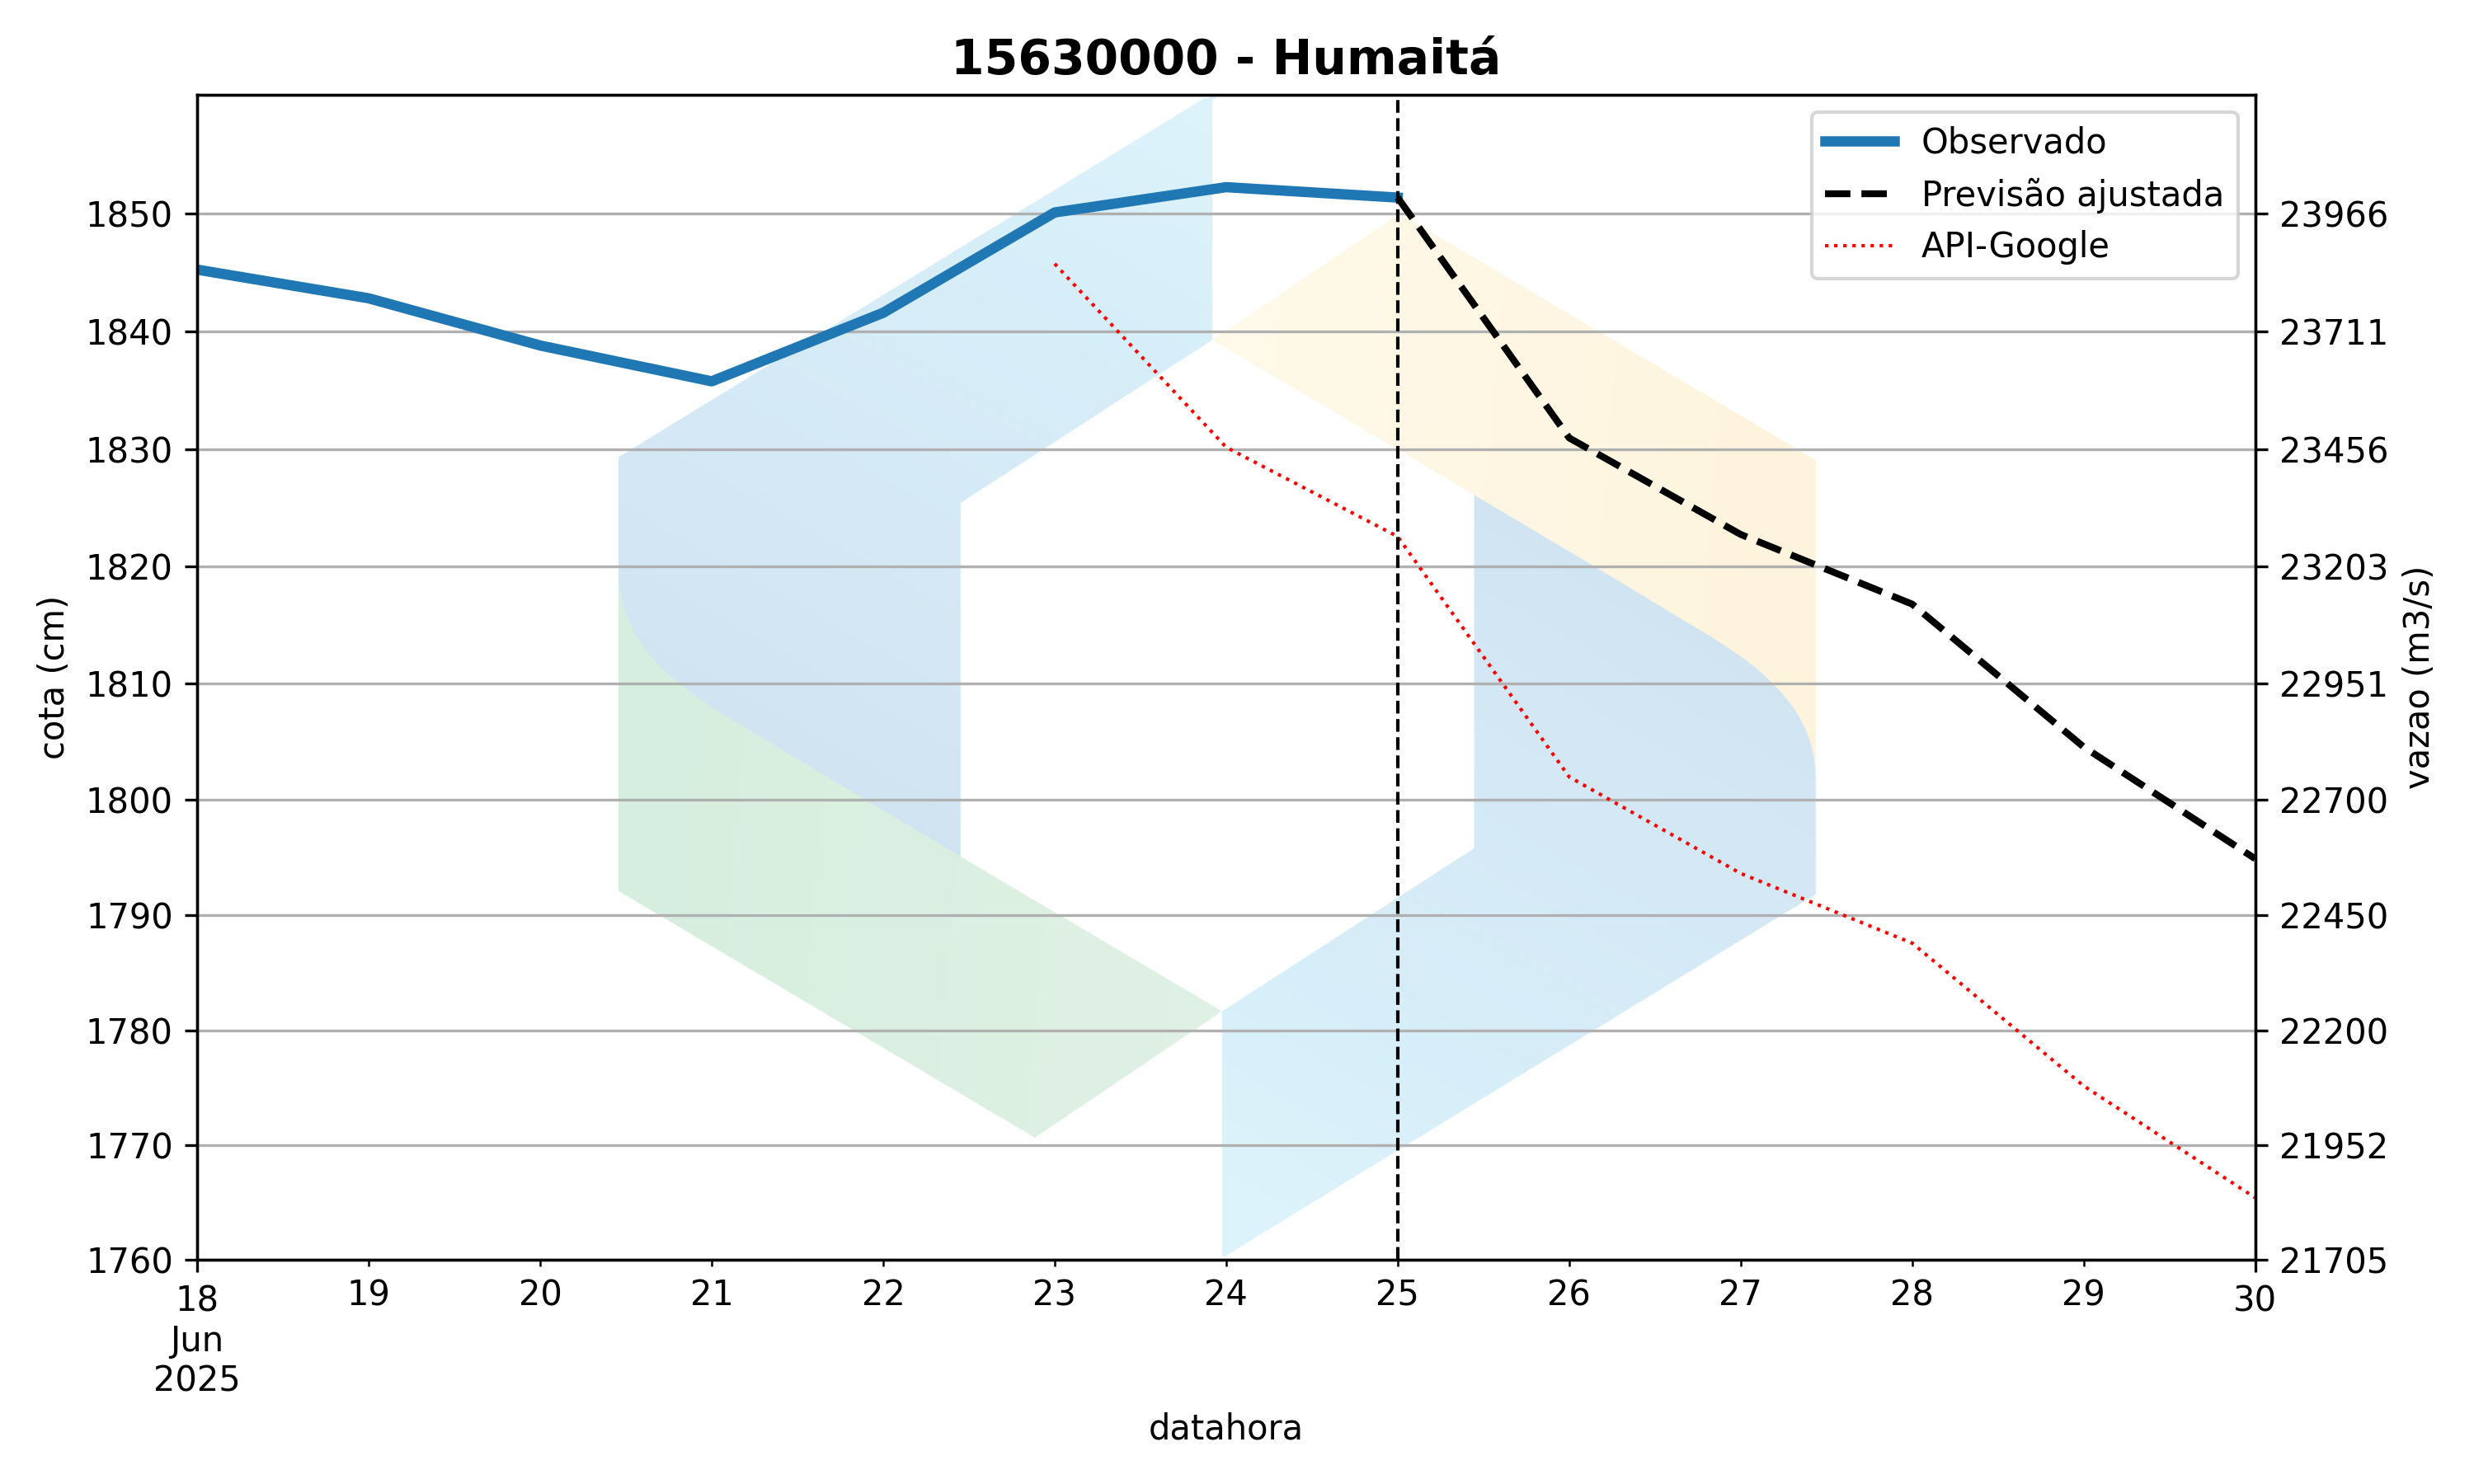 15630000 - Humaitá
Observado
Previsão ajustada
API-Google
1850
1840
1830
1820
1810
1800
1790
1780
1770
1760
cota (cm)
23966
23711
23456
23203
22951
22700
22450
22200
21952
21705
vazao (m3/s)
18 19 20 21 22 23 24 25 26 27 28 29 30
Jun
2025
datahora